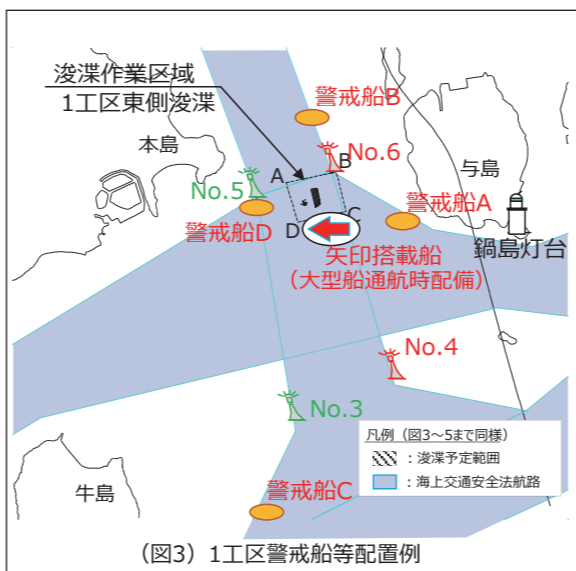 浚渫作業区域
1工区東側浚渫
警戒船B
本島
No.6
与島
A
B
No.5
警戒船D
D
C
警戒船A
鍋島灯台
矢印搭載船
(大型船通航時配備)
No.4
No.3
凡例(図3~5まで同様)
:浚渫予定範囲
:海上交通安全法航路
牛島
警戒船C
(図3)1工区警戒船等配置例